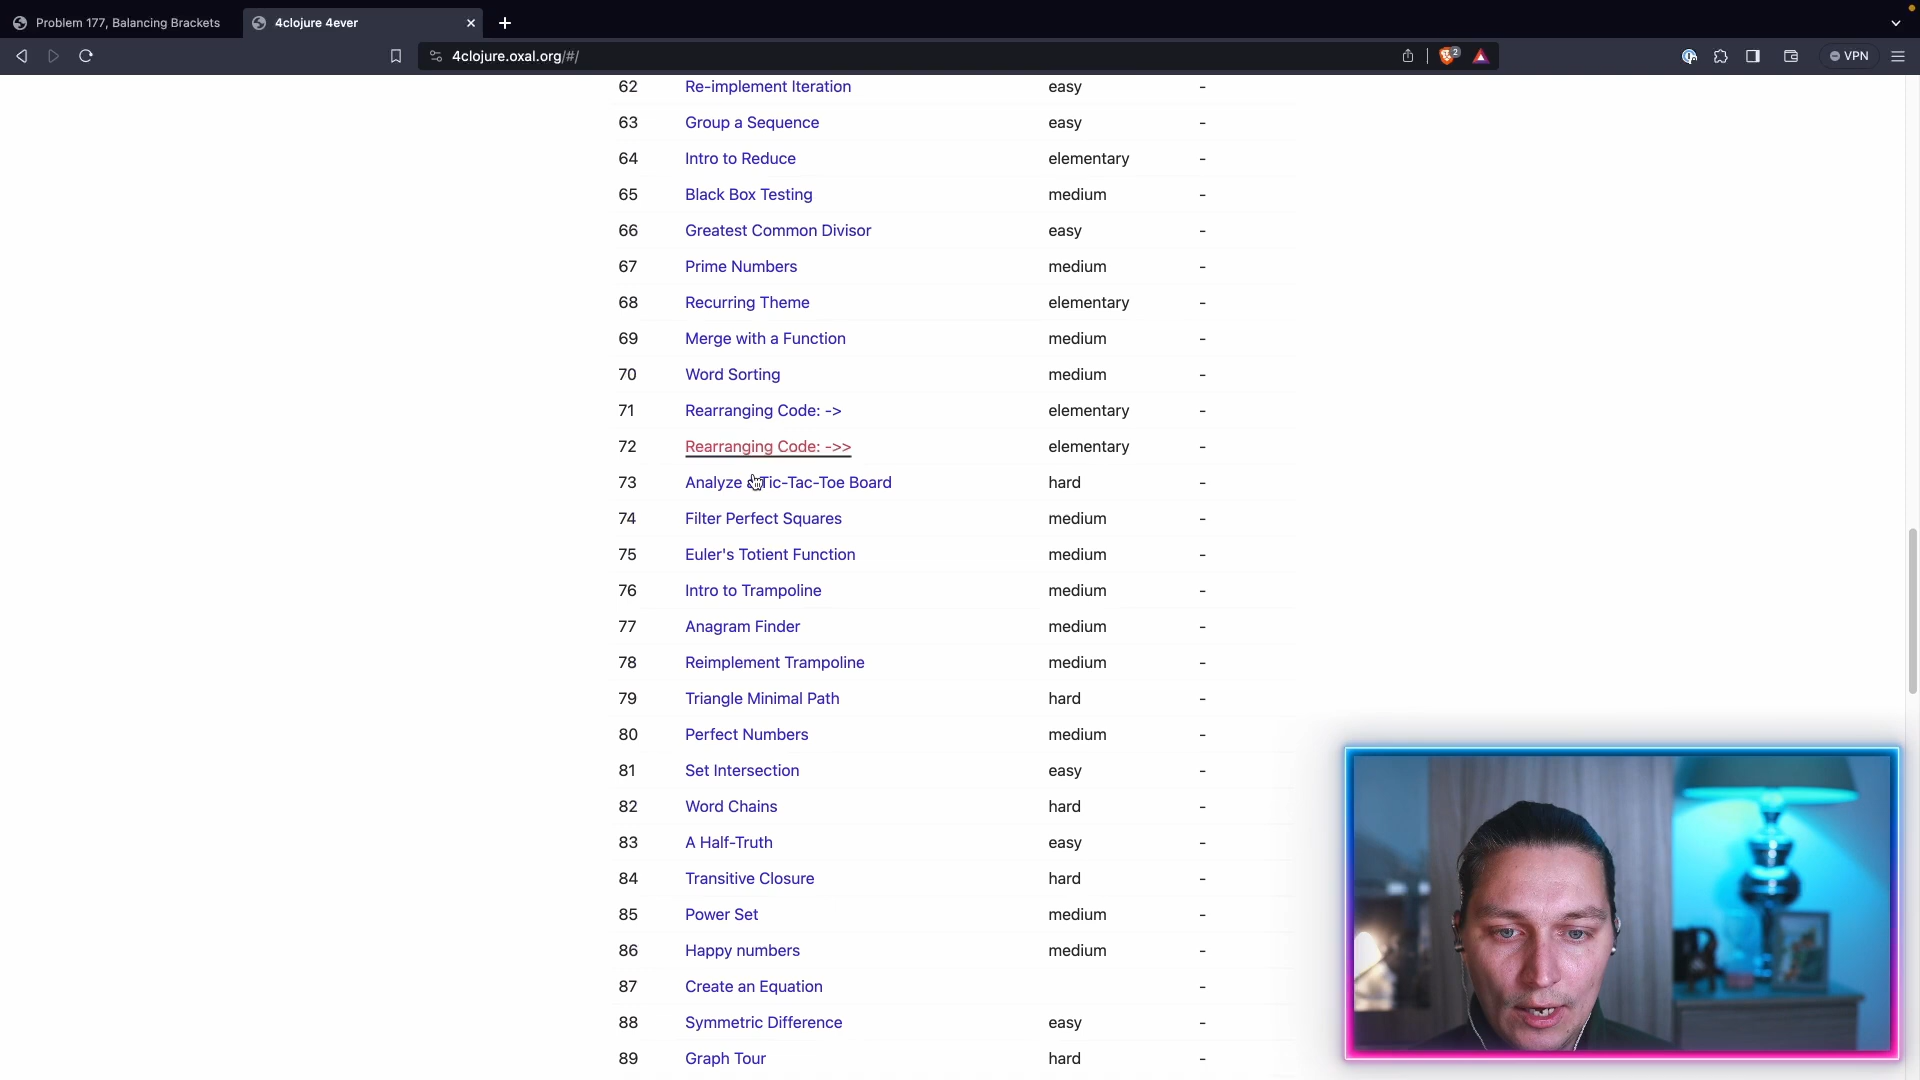 Problem 177, Balancing Brackets
4clojure 4ever
4clojure.oxal.org/#/
2
VPN
62 Re-implement Iteration easy -
63 Group a Sequence easy -
64 Intro to Reduce elementary -
65 Black Box Testing medium -
66 Greatest Common Divisor easy -
67 Prime Numbers medium -
68 Recurring Theme elementary -
69 Merge with a Function medium -
70 Word Sorting medium -
71 Rearranging Code: -> elementary -
72 Rearranging Code: ->> elementary -
73 Analyze a Tic-Tac-Toe Board hard -
74 Filter Perfect Squares medium -
75 Euler's Totient Function medium -
76 Intro to Trampoline medium -
77 Anagram Finder medium -
78 Reimplement Trampoline medium -
79 Triangle Minimal Path hard -
80 Perfect Numbers medium -
81 Set Intersection easy -
82 Word Chains hard -
83 A Half-Truth easy -
84 Transitive Closure hard -
85 Power Set medium -
86 Happy numbers medium -
87 Create an Equation -
88 Symmetric Difference easy -
89 Graph Tour hard -